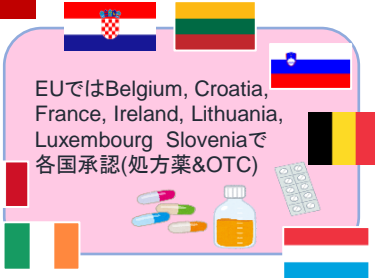 EUではBelgium, Croatia,
France, Ireland, Lithuania,
Luxembourg Sloveniaで
各国承認(処方薬&OTC)